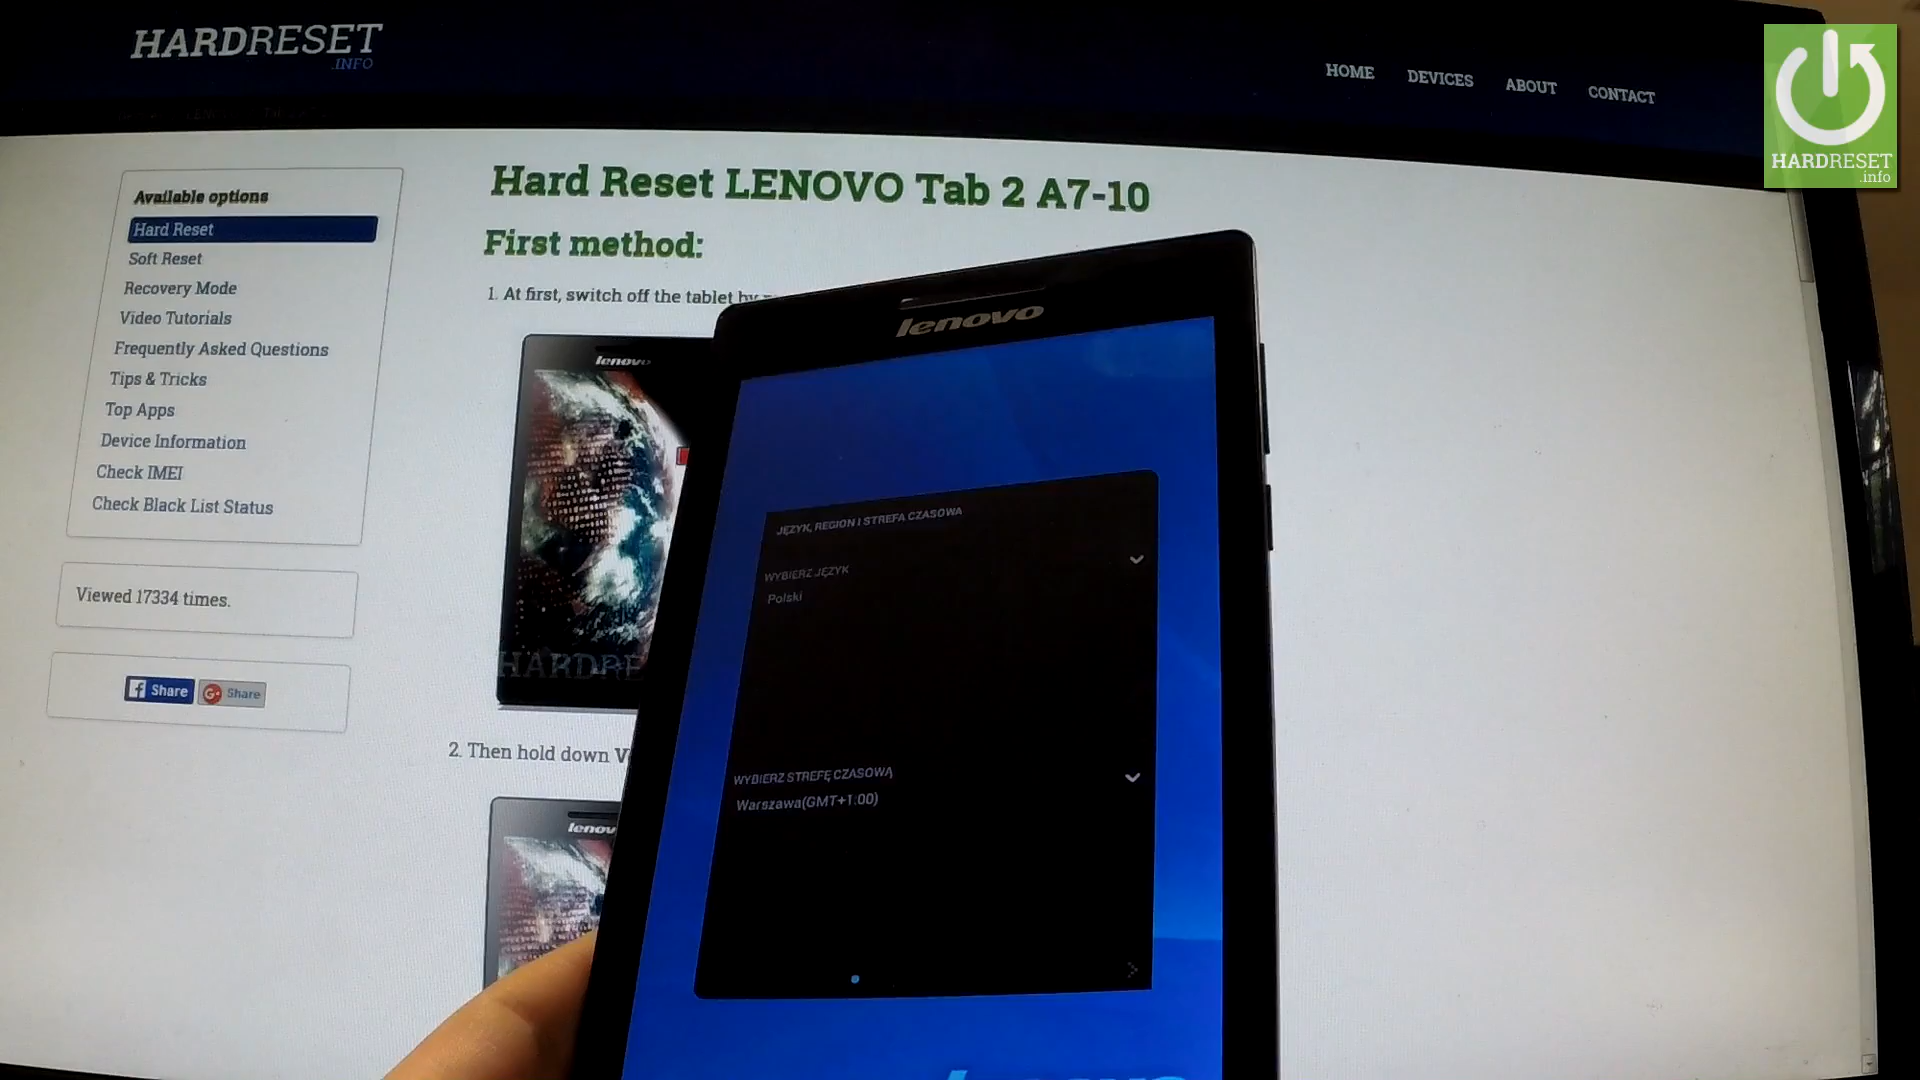 HARDRESET
.INFO
HOME DEVICES ABOUT CONTACT
HARDRESET
.info
Available options
Hard Reset
Soft Reset
Recovery Mode
Video Tutorials
Frequently Asked Questions
Tips & Tricks
Top Apps
Device Information
Check IMEI
Check Black List Status
Viewed 17334 times.
Share
Share
Hard Reset LENOVO Tab 2 A7-10
First method:
1. At first, switch off the tablet by
lenovo
HARDRE
2. Then hold down
lenovo
lenovo
JĘZYK, REGION I STREFA CZASOWA
WYBIERZ JĘZYK
Polski
WYBIERZ STREFĘ CZASOWĄ
Warszawa(GMT+1:00)